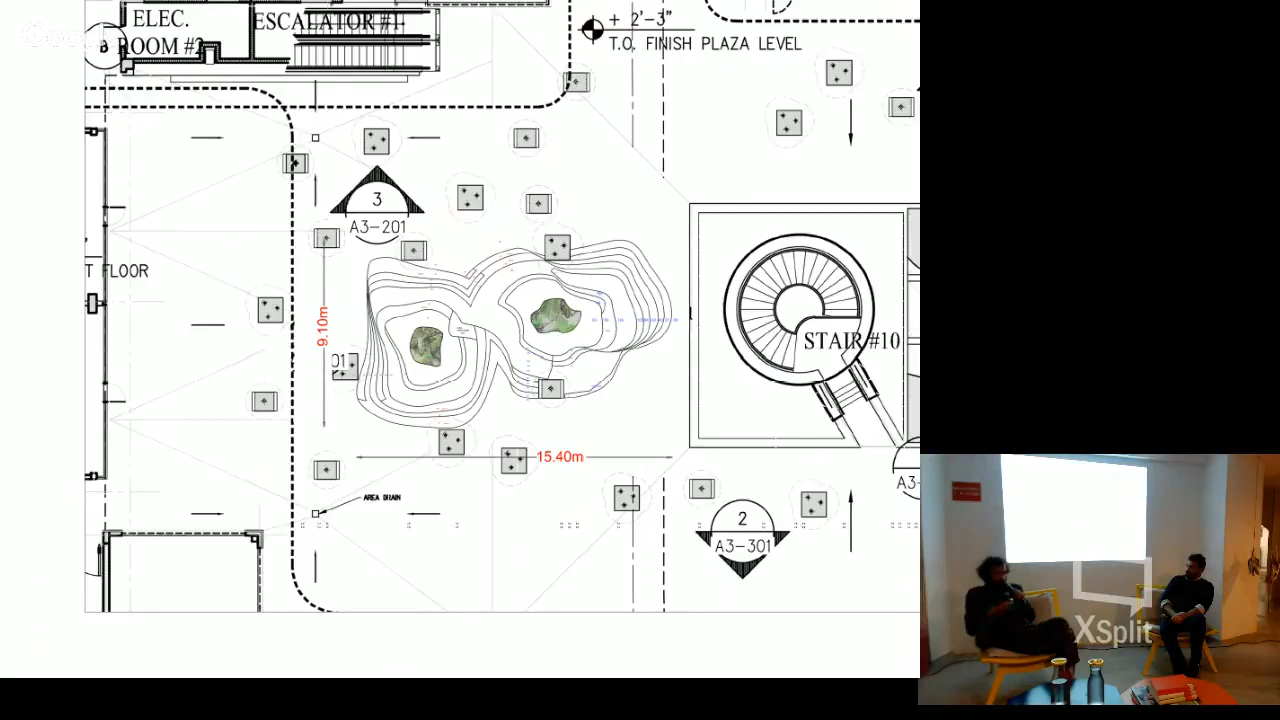 ELEC.
ROOM #2
ESCALATOR #1
+ 2'-3"
T.O. FINISH PLAZA LEVEL
B
3
A3-201
T FLOOR
9.10m
01
STAIR #10
15.40m
AREA DRAIN
2
A3-301
A3-
XSplit